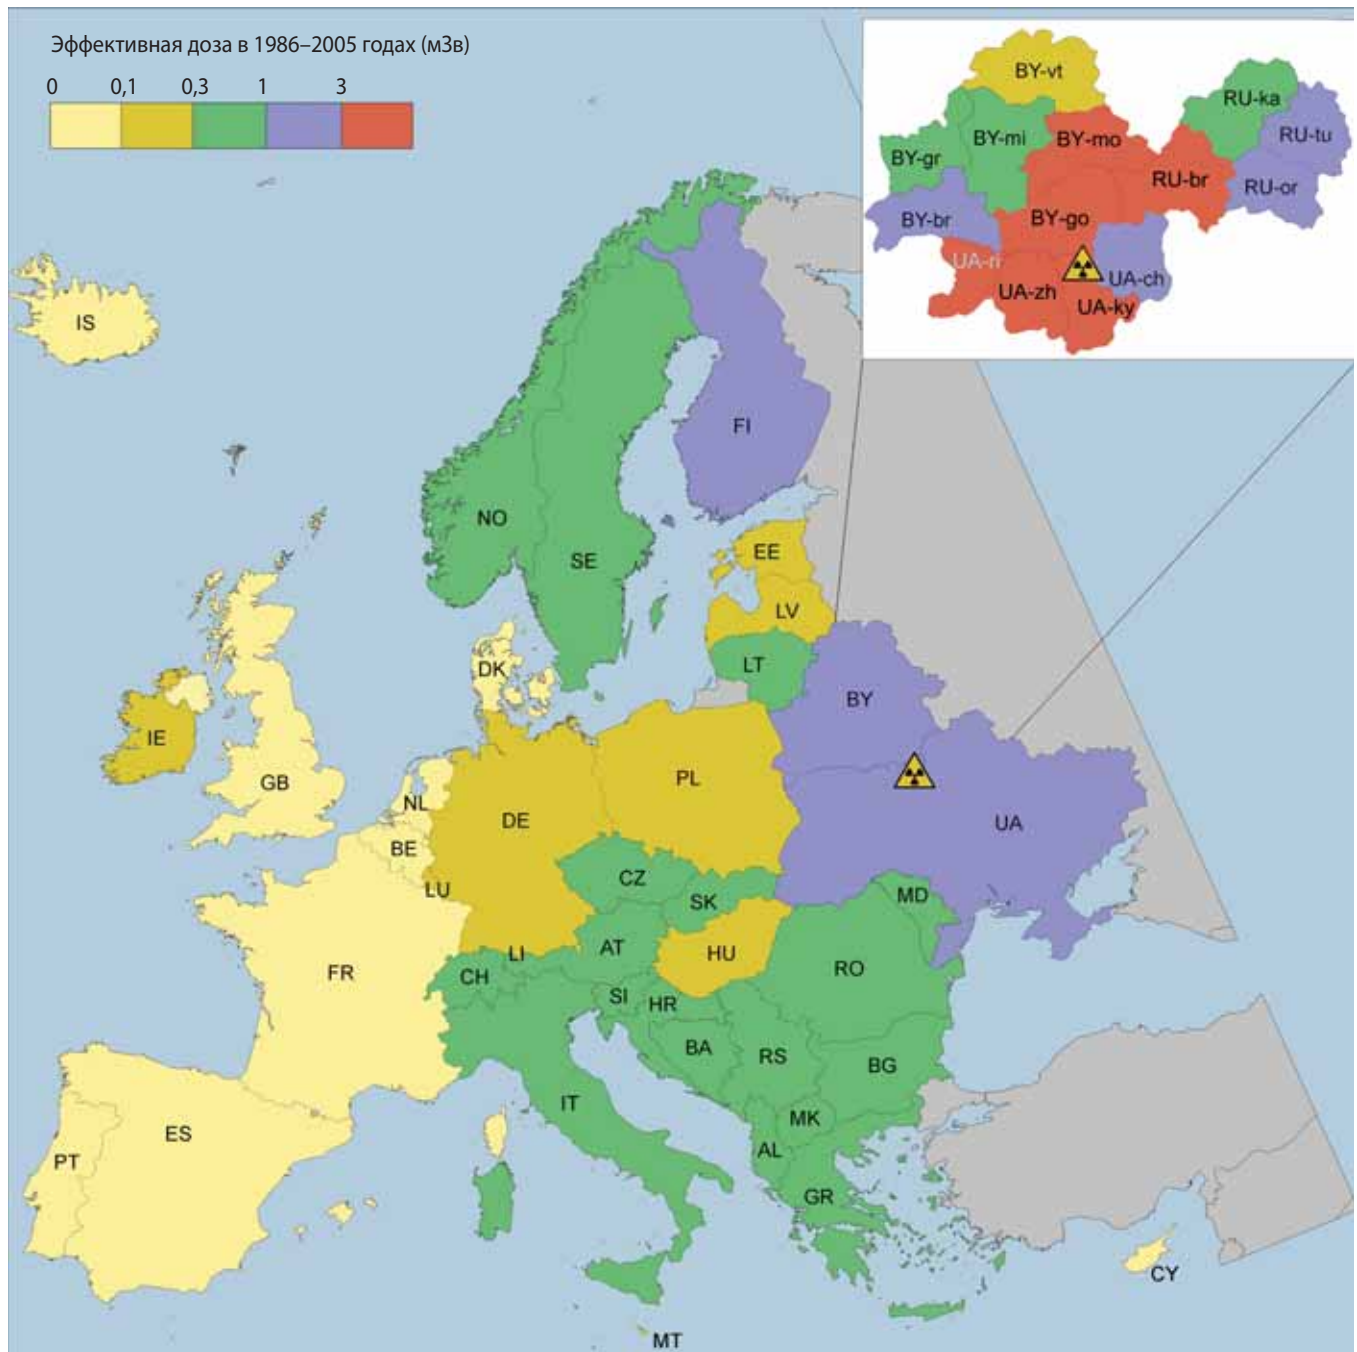 Эффективная доза в 1986–2005 годах (мЗв)
0 0,1 0,3 1 3
BY-vt
RU-ka
BY-mi
BY-mo
RU-tu
BY-gr
RU-br
RU-or
BY-br
BY-go
UA-ri
UA-ch
UA-zh
UA-ky
IS
FI
NO
SE
EE
LV
LT
DK
BY
IE
GB
PL
NL
DE
UA
BE
CZ
LU
MD
SK
AT
LI
HU
FR
CH
RO
SI
HR
BA
RS
BG
IT
MK
ES
AL
PT
GR
CY
MT